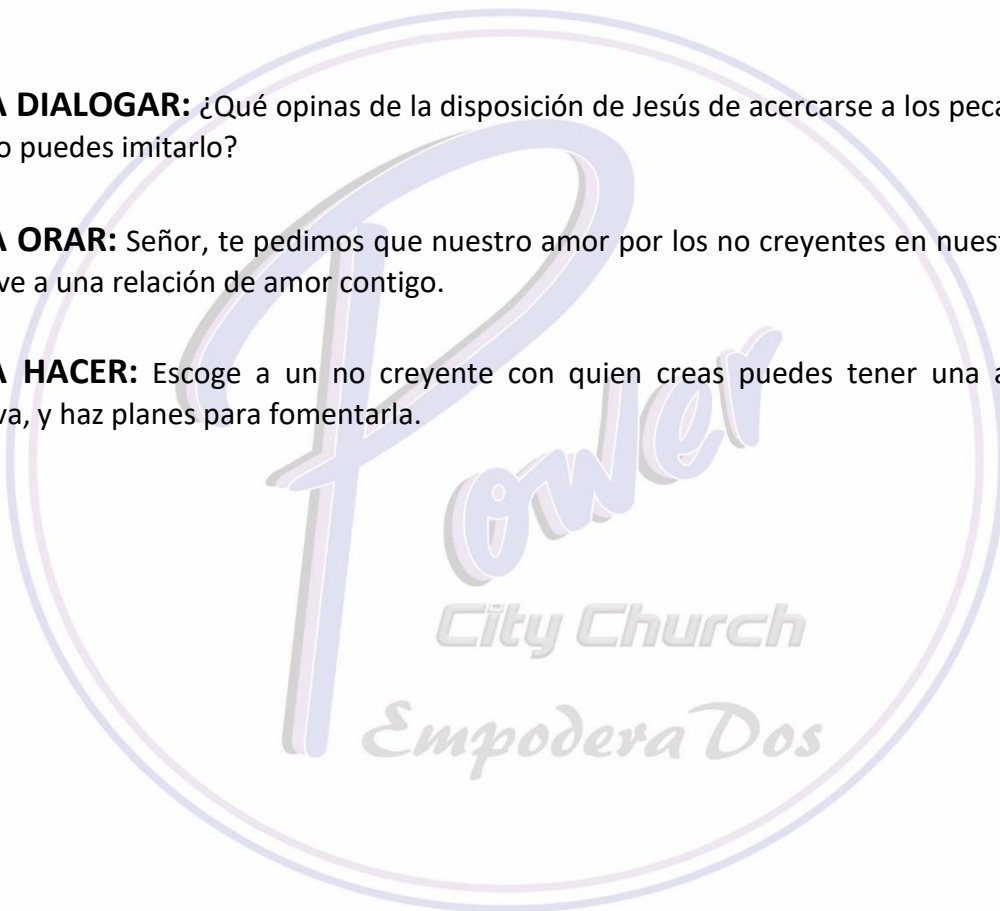 A DIALOGAR: ¿Qué opinas de la disposición de Jesús de acercarse a los peca
o puedes imitarlo?
A ORAR: Señor, te pedimos que nuestro amor por los no creyentes en nuest
ve a una relación de amor contigo.
A HACER: Escoge a un no creyente con quien creas puedes tener una a
va, y haz planes para fomentarla.
Power
City Church
EmpoderaDos